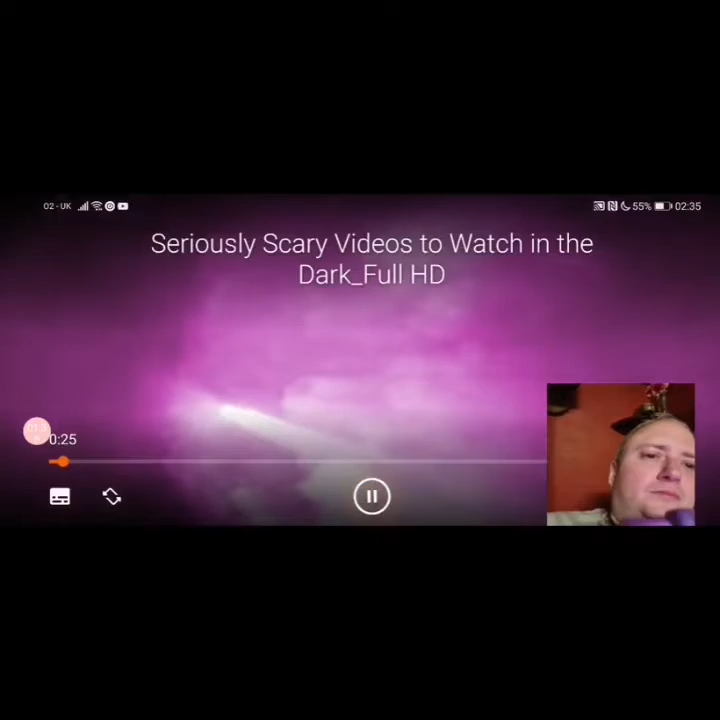 O2 - UK
55% 02:35
Seriously Scary Videos to Watch in the
Dark_Full HD
0:25